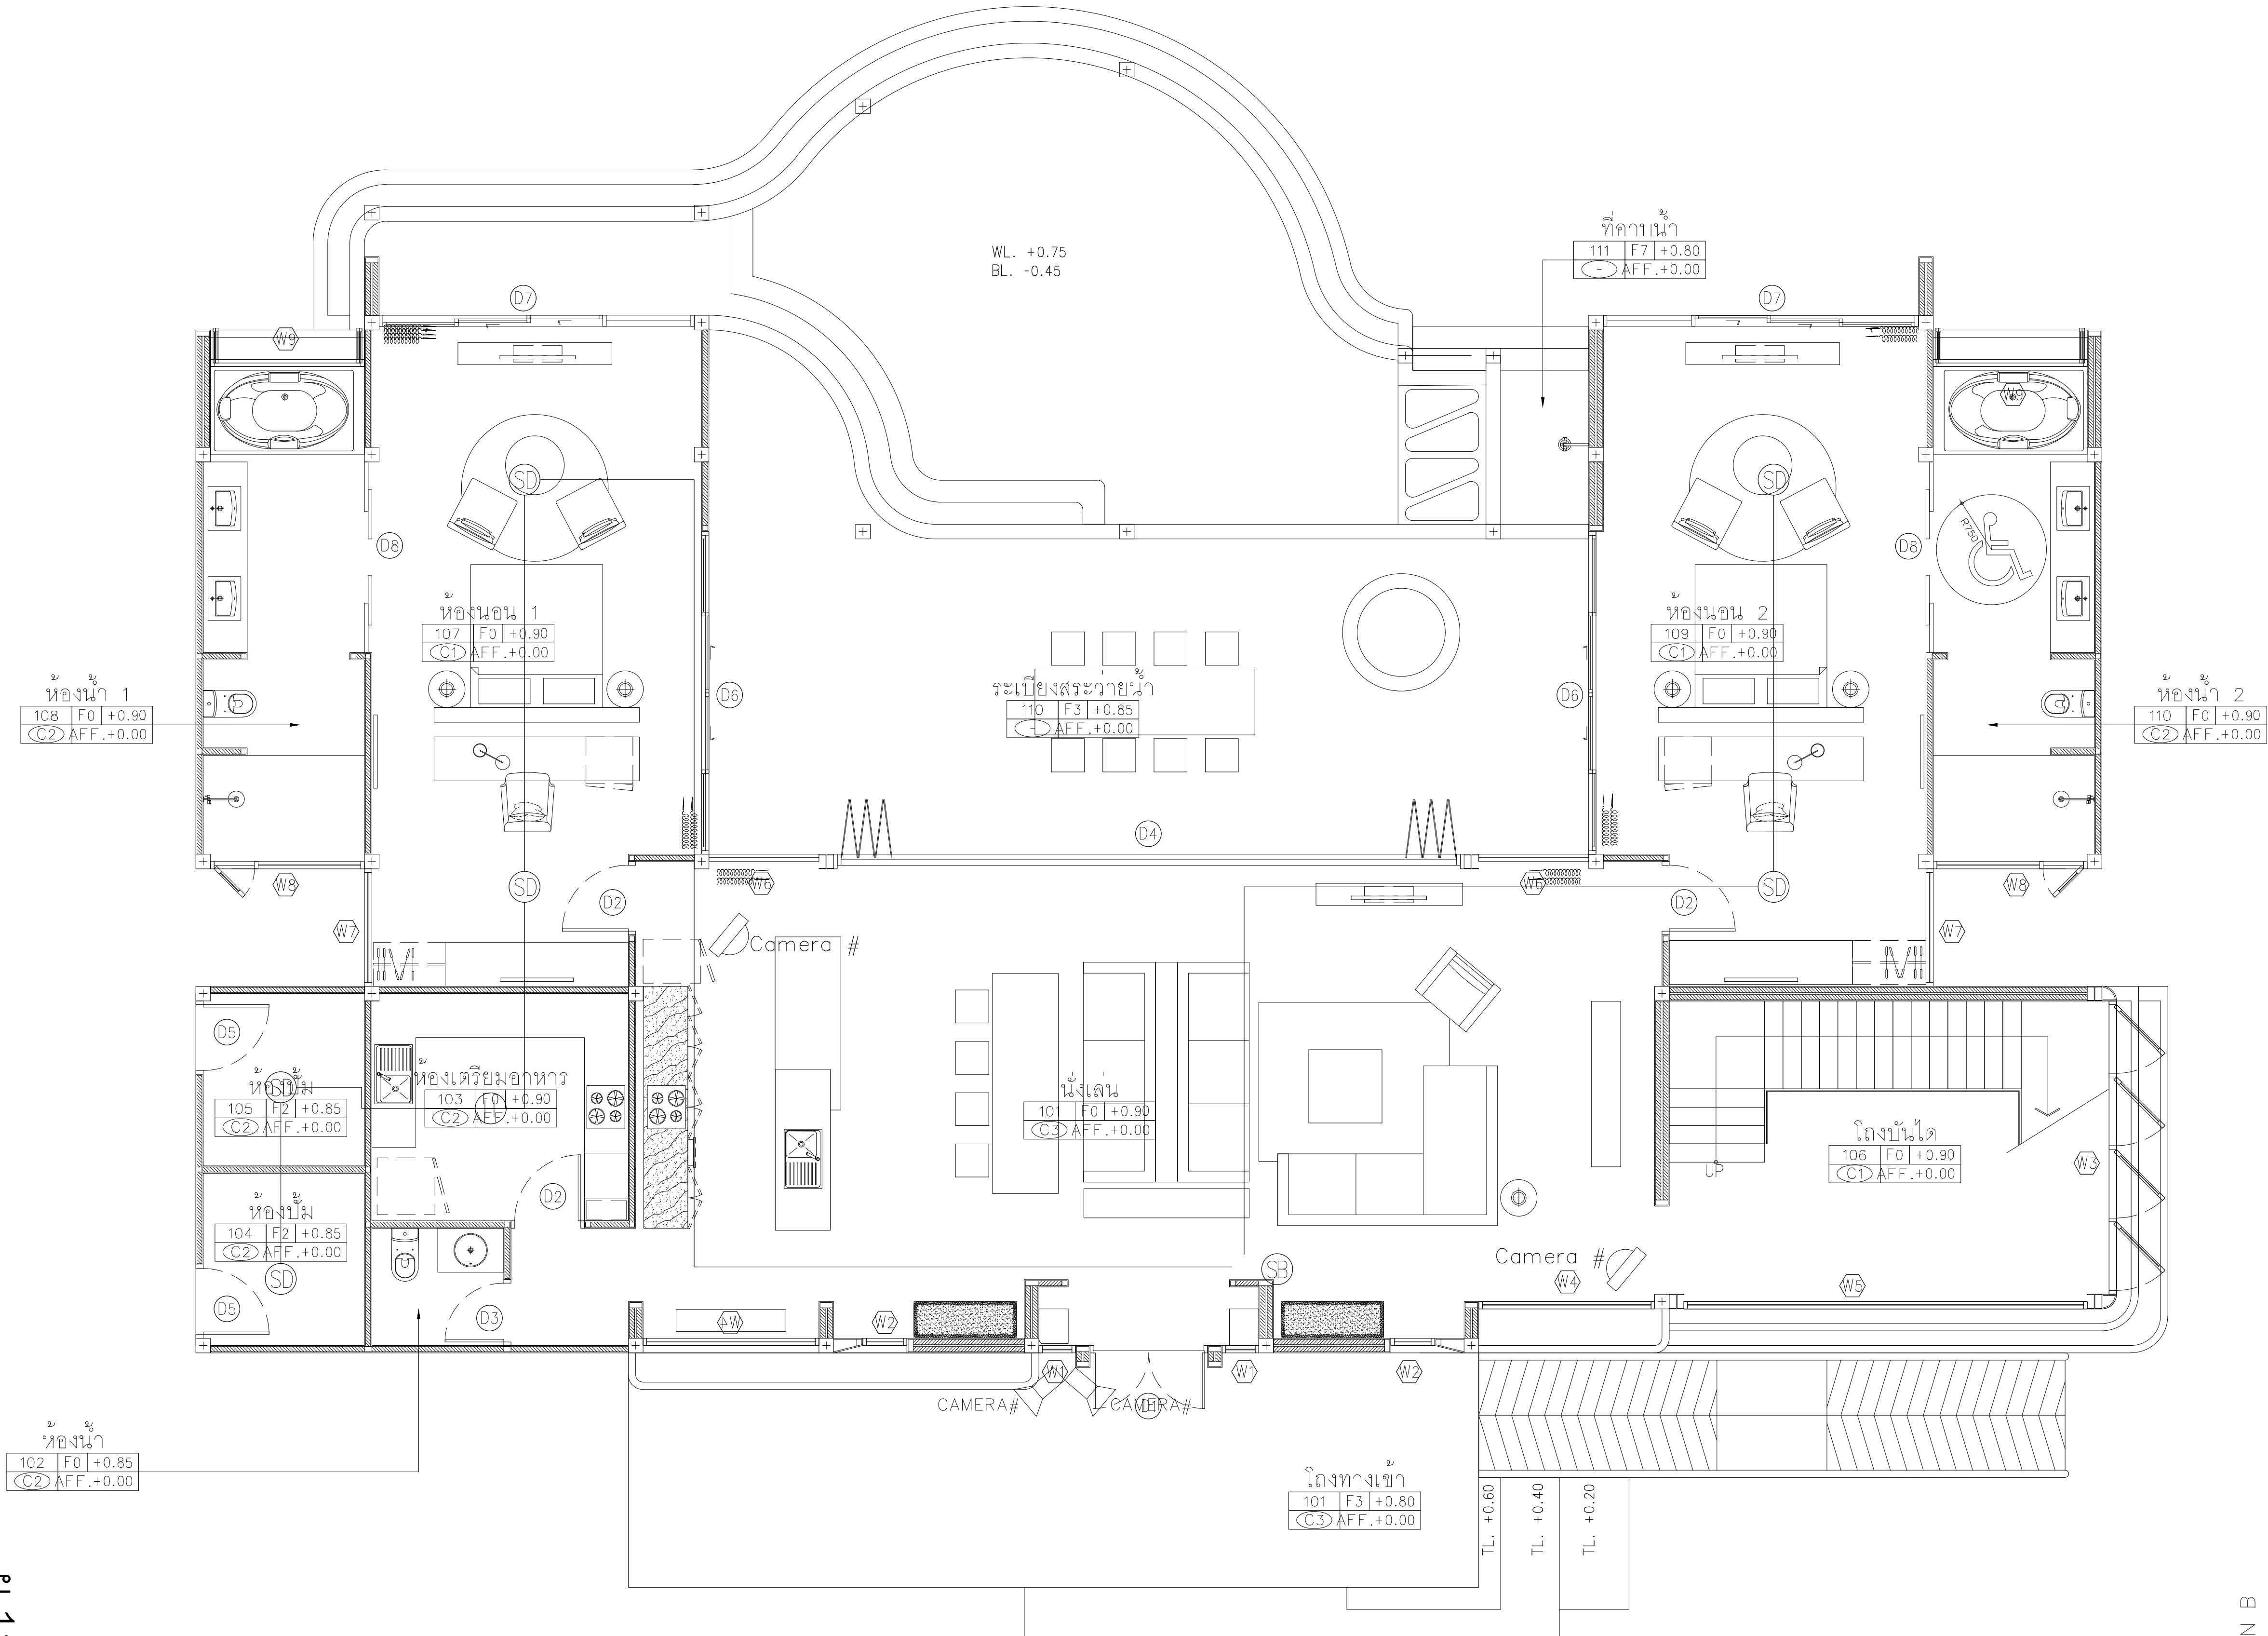 WL. +0.75
BL. -0.45
ที่อาบน้ำ
111 F7 +0.80
- AFF.+0.00
D7
D7
W9
W9
SD
SD
R750
D8
D8
ห้องนอน 1
107 F0 +0.90
C1 AFF.+0.00
ห้องนอน 2
109 F0 +0.90
C1 AFF.+0.00
ห้องน้ำ 1
108 F0 +0.90
C2 AFF.+0.00
D6
ระเบียงสระว่ายน้ำ
110 F3 +0.85
- AFF.+0.00
D6
ห้องน้ำ 2
110 F0 +0.90
C2 AFF.+0.00
D4
W8
SD
D2
W6
W6
D2
SD
W8
W7
Camera #
W7
D5
ห้องปั๊ม
SD
105 F2 +0.85
C2 AFF.+0.00
ห้องเตรียมอาหาร
103 F0 +0.90
C2 AFF.+0.00
นั่งเล่น
101 F0 +0.90
C3 AFF.+0.00
โถงบันได
106 F0 +0.90
C1 AFF.+0.00
UP
W3
D2
ห้องปั๊ม
104 F2 +0.85
C2 AFF.+0.00
SD
D5
D3
SB
Camera #
W4
W5
W4
W2
W1
W1
W2
CAMERA#
CAMERA#
D1
ห้องน้ำ
102 F0 +0.85
C2 AFF.+0.00
โถงทางเข้า
101 F3 +0.80
C3 AFF.+0.00
TL. +0.60
TL. +0.40
TL. +0.20
N B